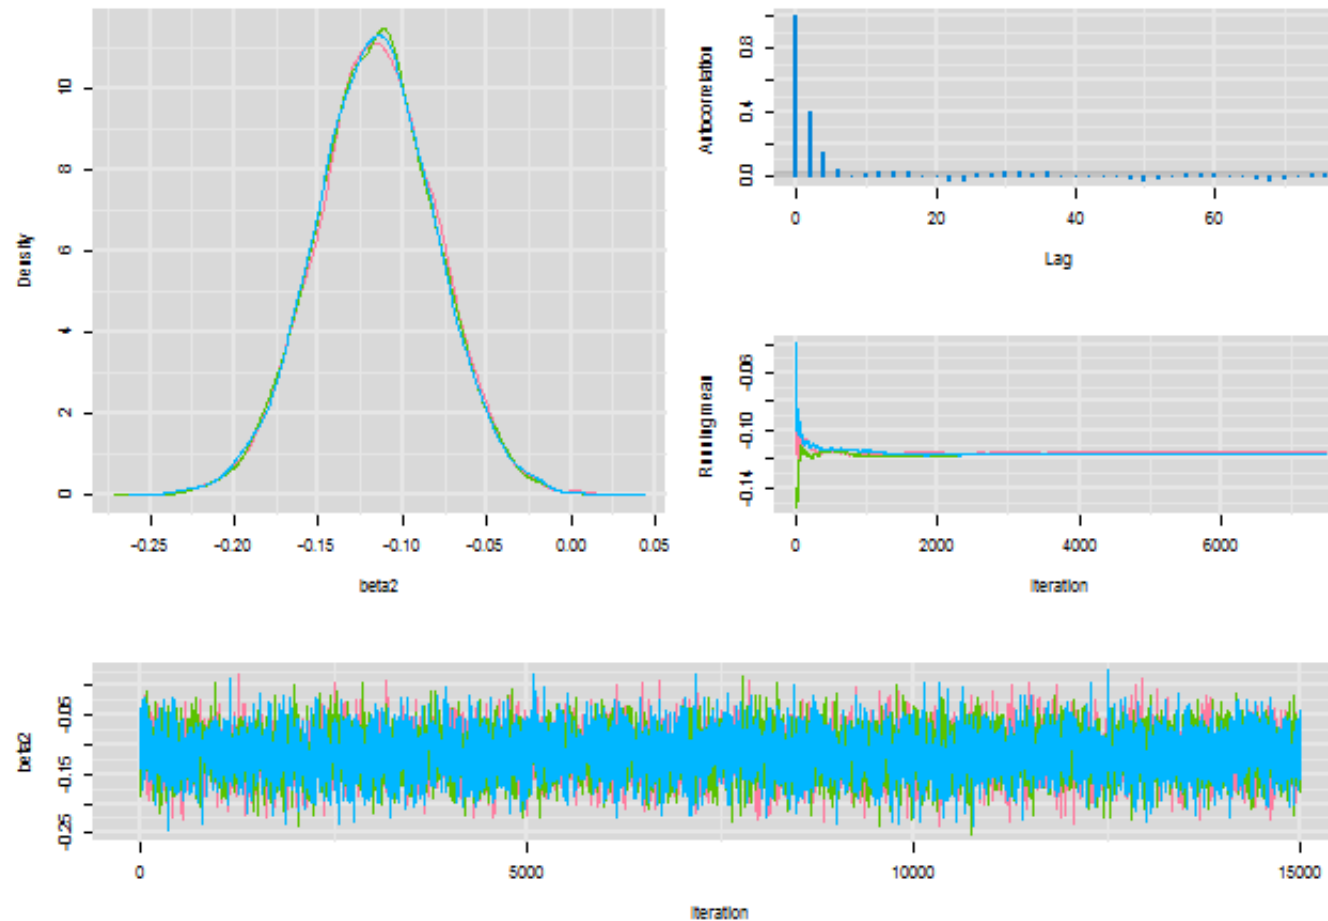 Density
0 2 4 6 8 10
-0.25 -0.20 -0.15 -0.10 -0.05 0.00 0.05
beta2
Autocorrelation
0.0 0.4 0.8
0 20 40 60
Lag
Running mean
-0.14 -0.10 -0.06
0 2000 4000 6000
Iteration
beta2
-0.25 -0.15 -0.05
0 5000 10000 15000
Iteration